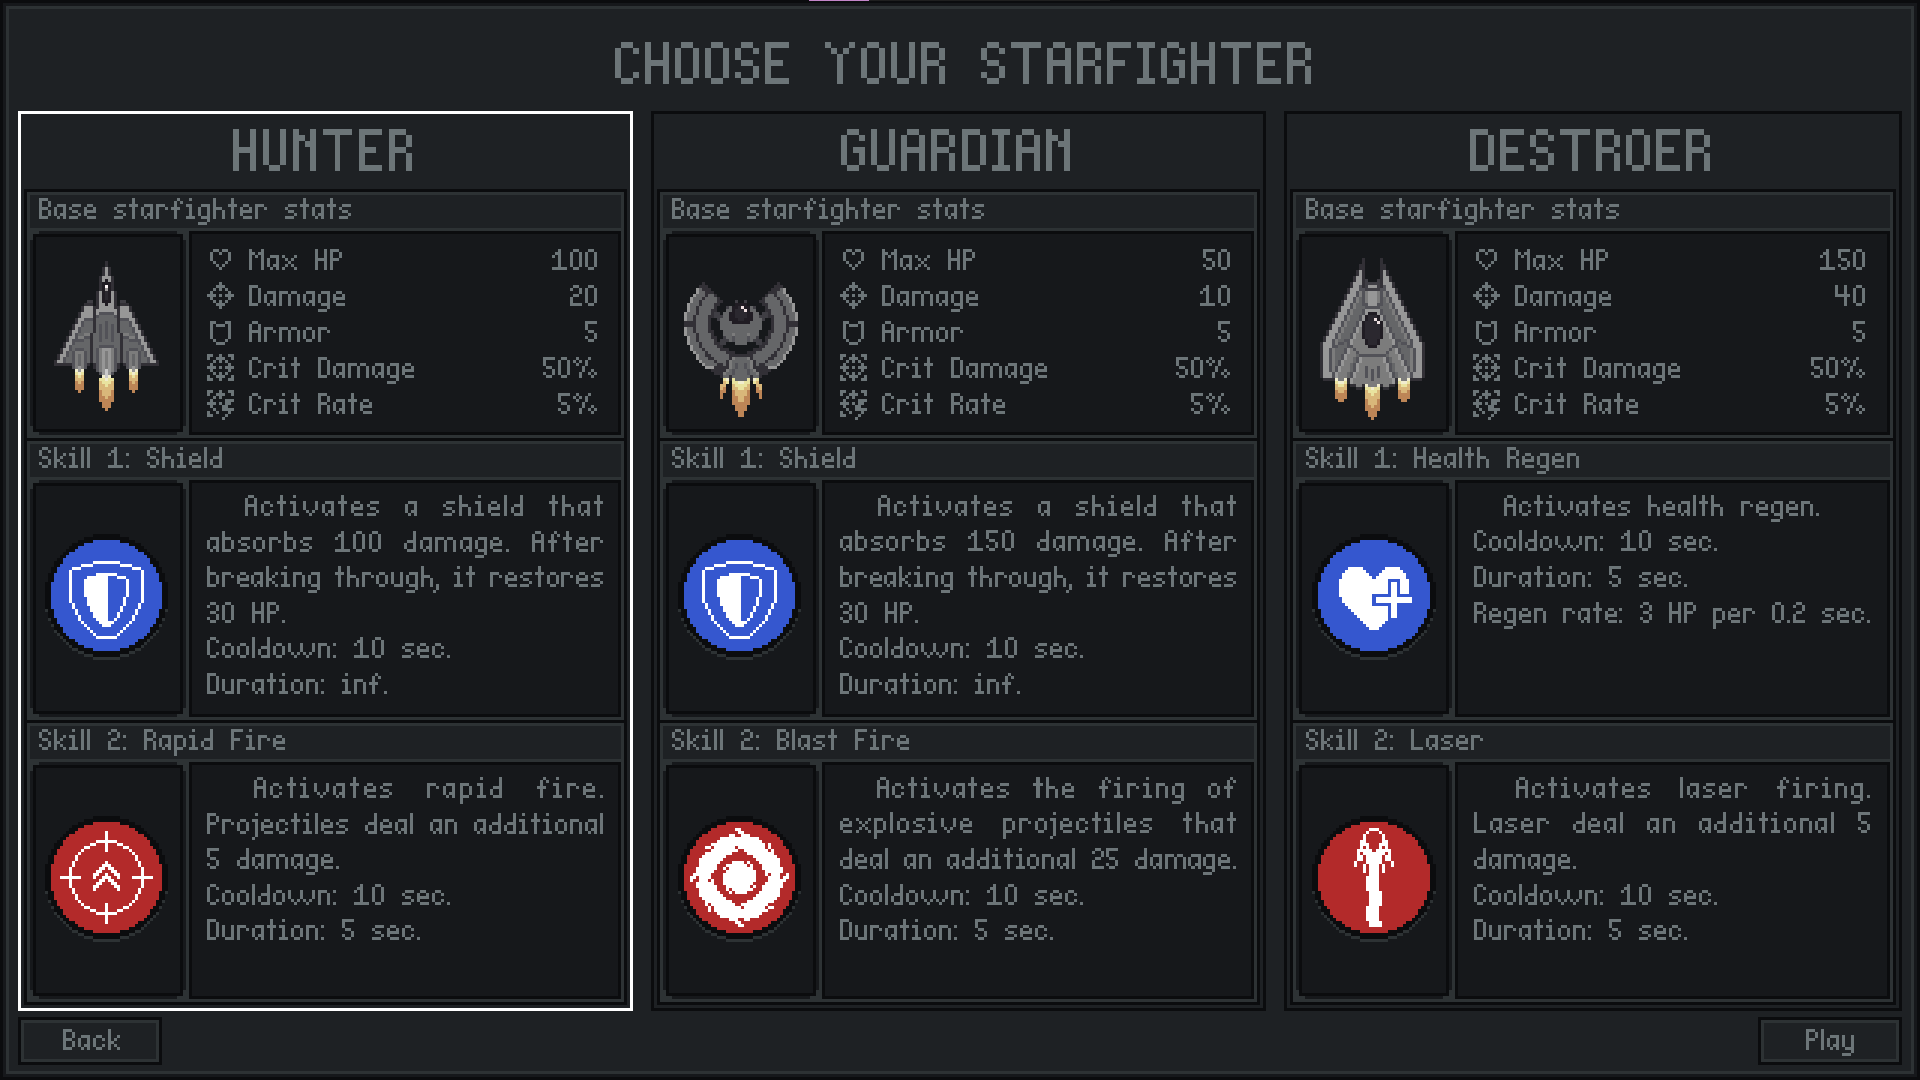 CHOOSE YOUR STARFIGHTER
HUNTER
Base starfighter stats
Max HP 100
Damage 20
Armor 5
Crit Damage 50%
Crit Rate 5%
Skill 1: Shield
Activates a shield that
absorbs 100 damage. After
breaking through, it restores
30 HP.
Cooldown: 10 sec.
Duration: inf.
Skill 2: Rapid Fire
Activates rapid fire.
Projectiles deal an additional
5 damage.
Cooldown: 10 sec.
Duration: 5 sec.
GUARDIAN
Base starfighter stats
Max HP 50
Damage 10
Armor 5
Crit Damage 50%
Crit Rate 5%
Skill 1: Shield
Activates a shield that
absorbs 150 damage. After
breaking through, it restores
30 HP.
Cooldown: 10 sec.
Duration: inf.
Skill 2: Blast Fire
Activates the firing of
explosive projectiles that
deal an additional 25 damage.
Cooldown: 10 sec.
Duration: 5 sec.
DESTROER
Base starfighter stats
Max HP 150
Damage 40
Armor 5
Crit Damage 50%
Crit Rate 5%
Skill 1: Health Regen
Activates health regen.
Cooldown: 10 sec.
Duration: 5 sec.
Regen rate: 3 HP per 0.2 sec.
Skill 2: Laser
Activates laser firing.
Laser deal an additional 5
damage.
Cooldown: 10 sec.
Duration: 5 sec.
Back
Play